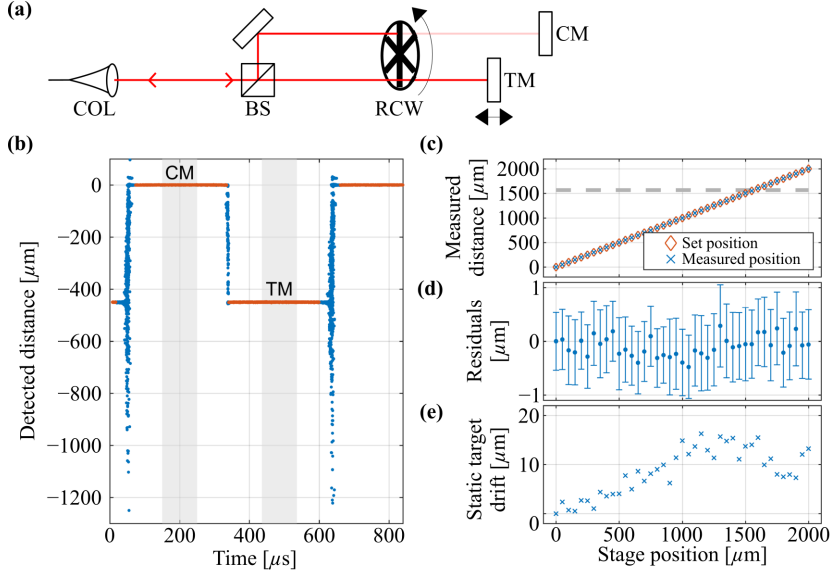 (a)
CM
TM
COL
BS
RCW
(b)
CM
TM
0
−200
−400
−600
−800
−1000
−1200
Detected distance [μm]
0
200
400
600
800
Time [μs]
(c)
2000
1500
1000
500
0
Measured
distance [μm]
Set position
Measured position
(d)
1
0
−1
Residuals
[μm]
(e)
20
10
0
Static target
drift [μm]
0
500
1000
1500
2000
Stage position [μm]